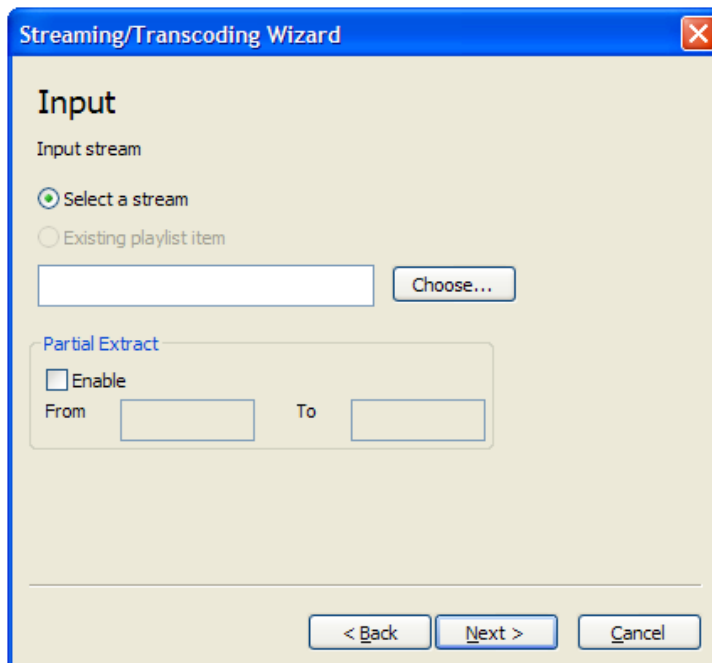 Streaming/Transcoding Wizard
Input
Input stream
Select a stream
Existing playlist item
Choose...
Partial Extract
Enable
From To
< Back Next > Cancel